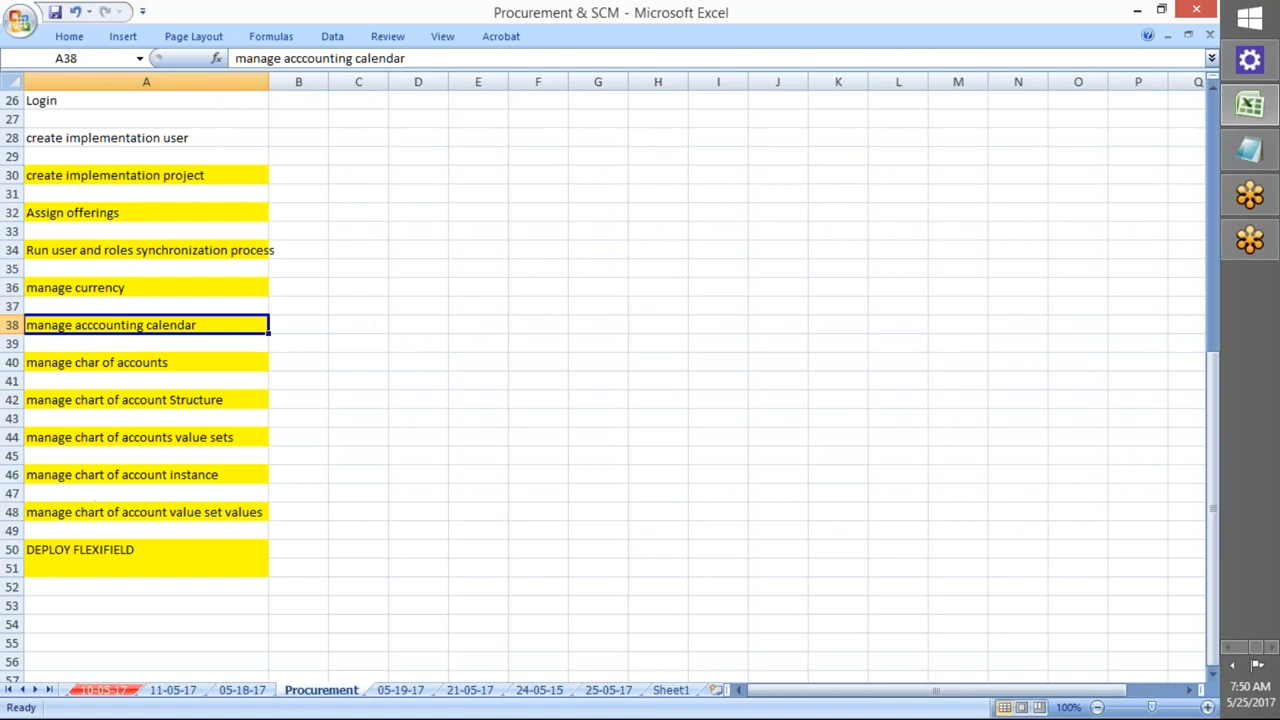 Procurement & SCM - Microsoft Excel
Home Insert Page Layout Formulas Data Review View Acrobat
A38 fx manage acccounting calendar
A B C D E F G H I J K L M N O P Q
26 Login
27
28 create implementation user
29
30 create implementation project
31
32 Assign offerings
33
34 Run user and roles synchronization process
35
36 manage currency
37
38 manage acccounting calendar
39
40 manage char of accounts
41
42 manage chart of account Structure
43
44 manage chart of accounts value sets
45
46 manage chart of account instance
47
48 manage chart of account value set values
49
50 DEPLOY FLEXIFIELD
51
52
53
54
55
56
57
10-05-17 11-05-17 05-18-17 Procurement 05-19-17 21-05-17 24-05-15 25-05-17 Sheet1
Ready 100%
7:50 AM
5/25/2017